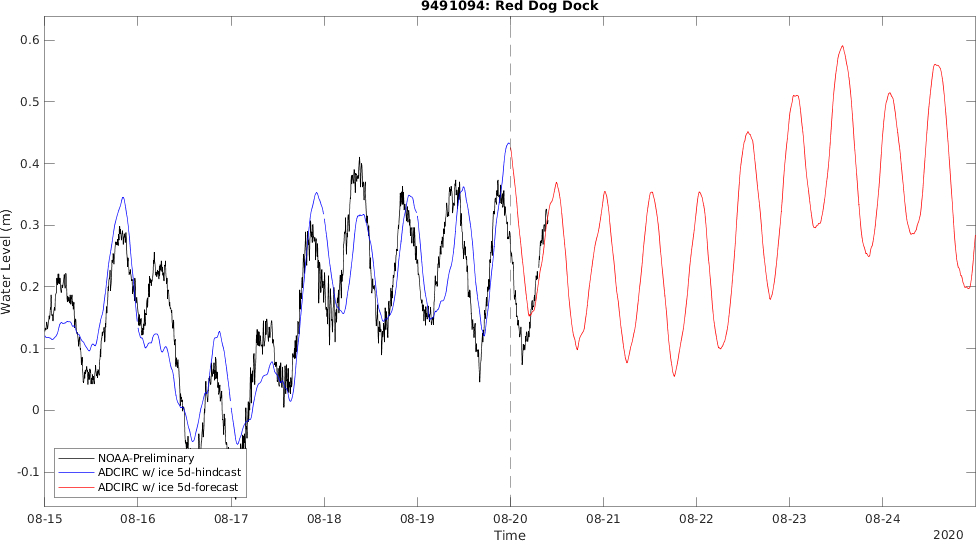 9491094: Red Dog Dock
0.6
0.5
0.4
0.3
0.2
0.1
0
-0.1
Water Level (m)
NOAA-Preliminary
ADCIRC w/ ice 5d-hindcast
ADCIRC w/ ice 5d-forecast
08-15 08-16 08-17 08-18 08-19 08-20 08-21 08-22 08-23 08-24
Time
2020